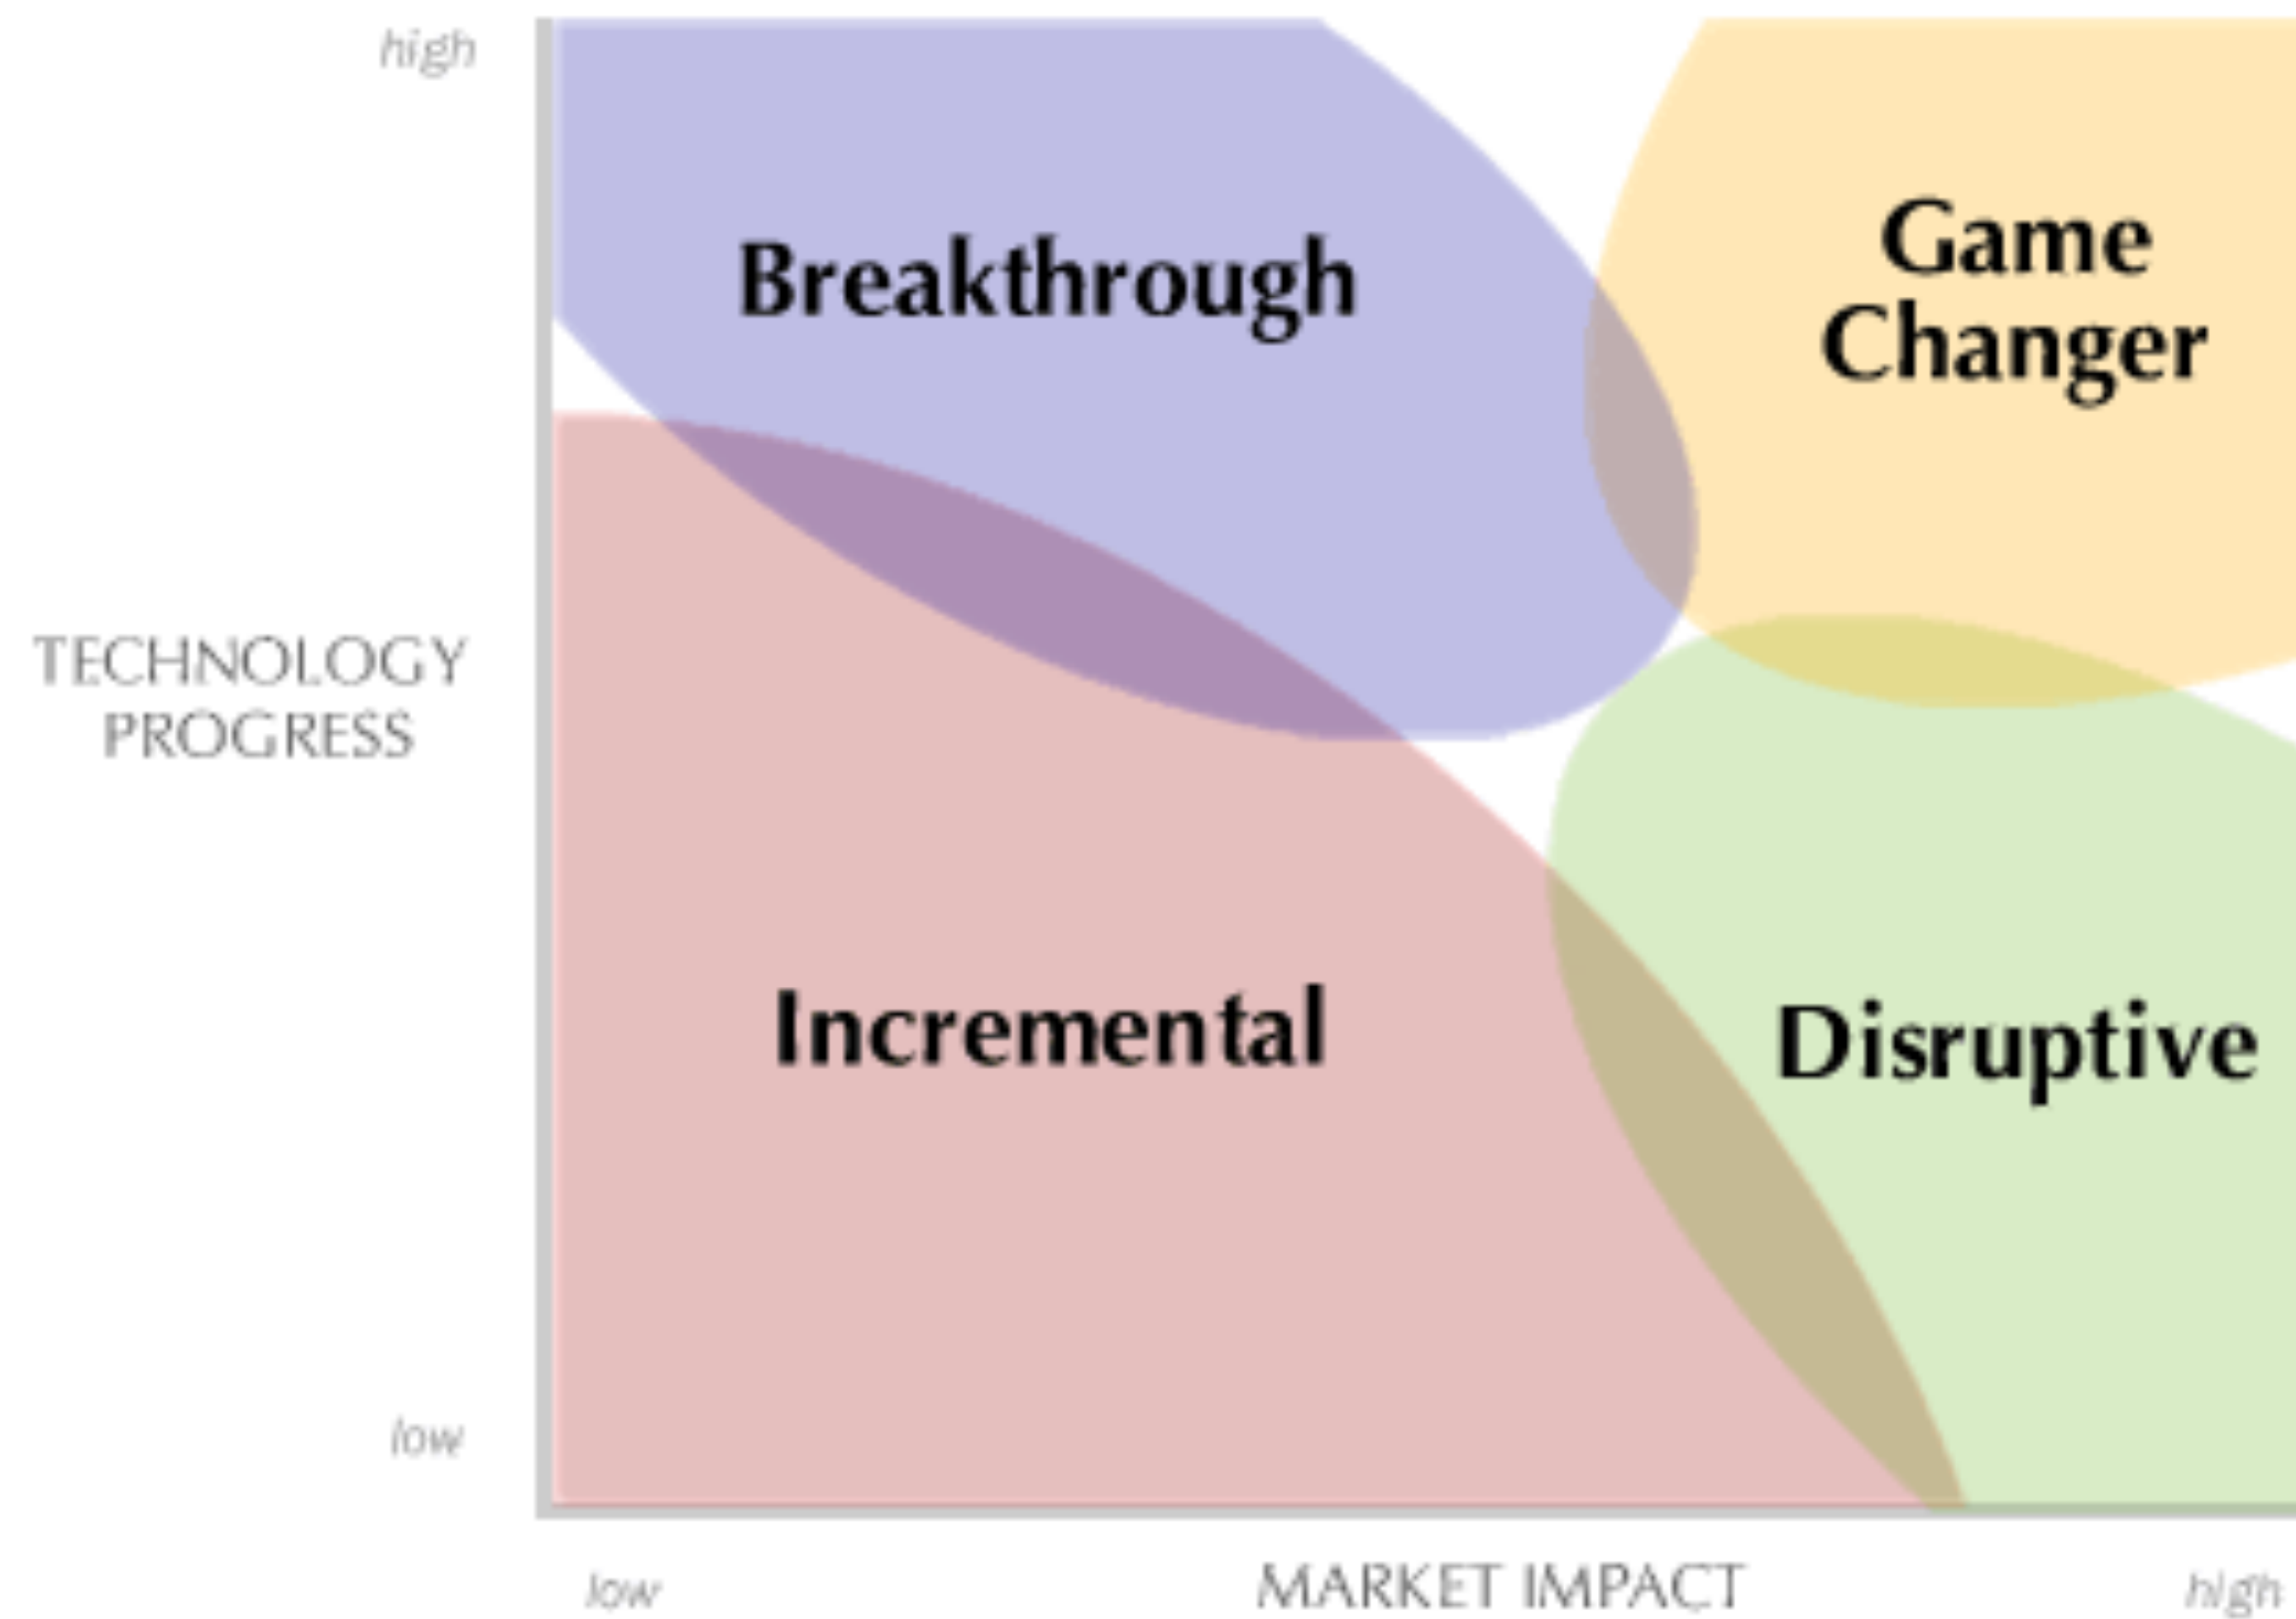 high
Breakthrough
Game
Changer
TECHNOLOGY
PROGRESS
Incremental
Disruptive
low
low
MARKET IMPACT
high